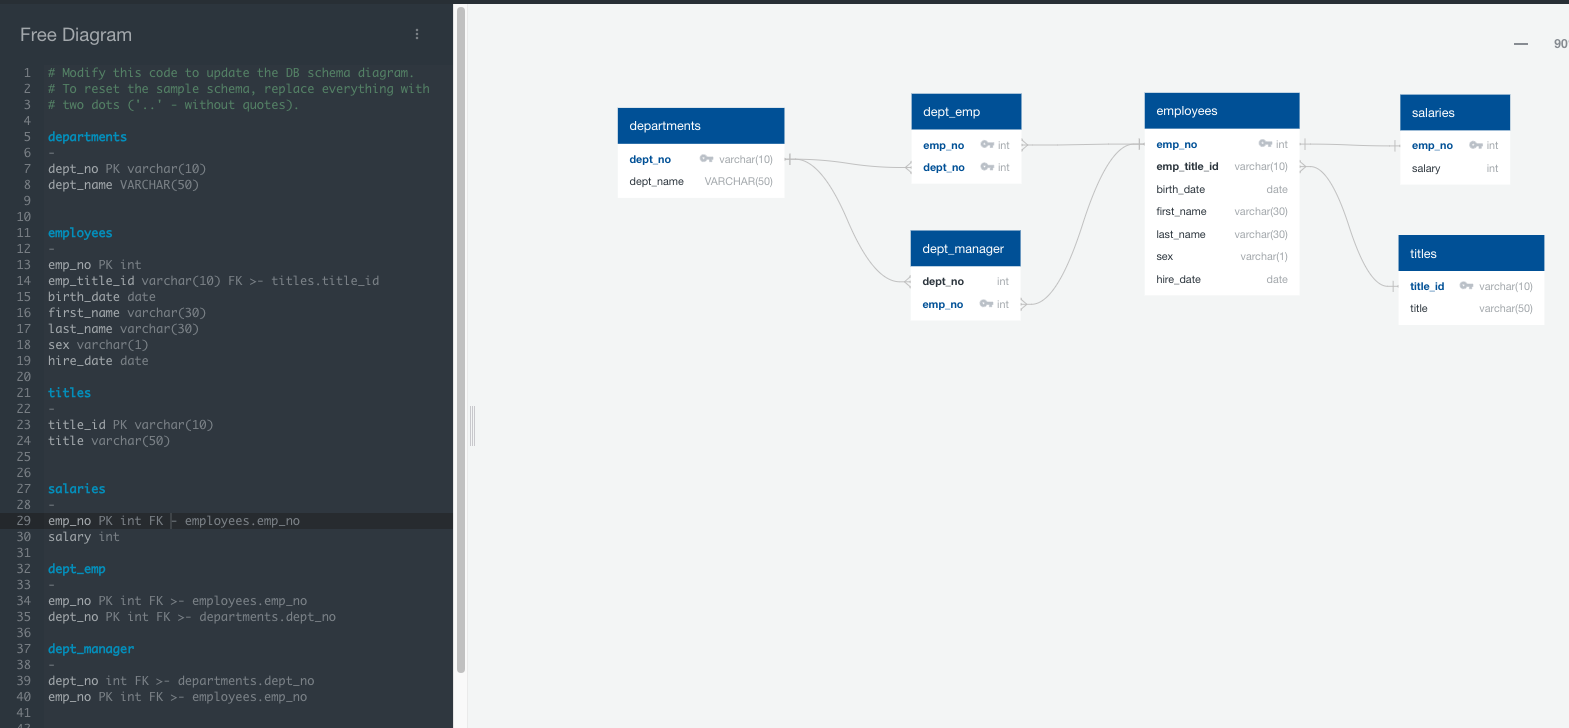 Free Diagram
1 # Modify this code to update the DB schema diagram.
2 # To reset the sample schema, replace everything with
3 # two dots ('..' - without quotes).
4
5 departments
6 -
7 dept_no PK varchar(10)
8 dept_name VARCHAR(50)
9
10
11 employees
12 -
13 emp_no PK int
14 emp_title_id varchar(10) FK >- titles.title_id
15 birth_date date
16 first_name varchar(30)
17 last_name varchar(30)
18 sex varchar(1)
19 hire_date date
20
21 titles
22 -
23 title_id PK varchar(10)
24 title varchar(50)
25
26
27 salaries
28 -
29 emp_no PK int FK - employees.emp_no
30 salary int
31
32 dept_emp
33 -
34 emp_no PK int FK >- employees.emp_no
35 dept_no PK int FK >- departments.dept_no
36
37 dept_manager
38 -
39 dept_no int FK >- departments.dept_no
40 emp_no PK int FK >- employees.emp_no
41
departments
dept_no varchar(10)
dept_name VARCHAR(50)
dept_emp
emp_no int
dept_no int
dept_manager
dept_no int
emp_no int
employees
emp_no int
emp_title_id varchar(10)
birth_date date
first_name varchar(30)
last_name varchar(30)
sex varchar(1)
hire_date date
salaries
emp_no int
salary int
titles
title_id varchar(10)
title varchar(50)
90